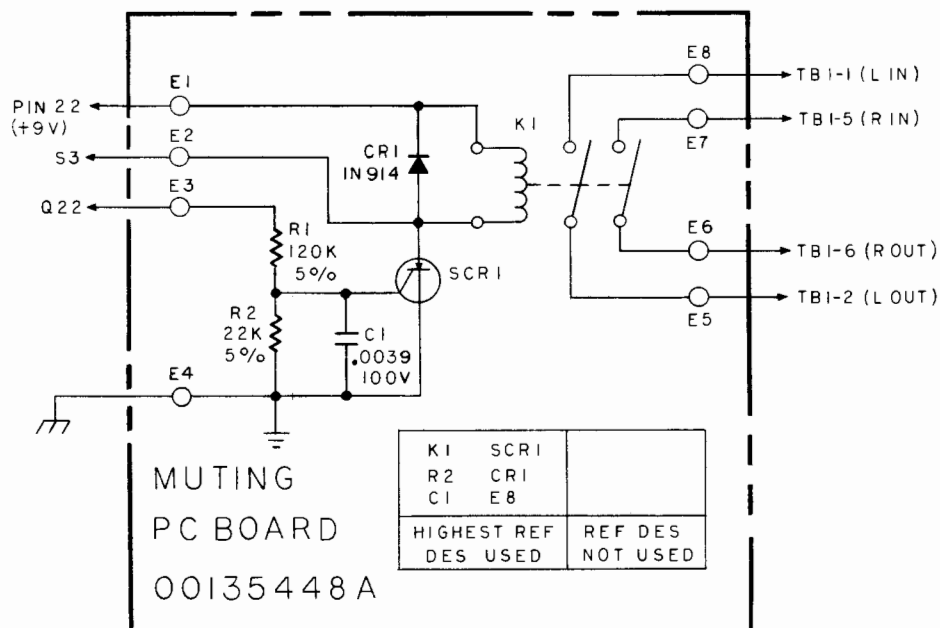 E1
PIN 22
(+9V)
E2
S3
E3
Q22
CR1
IN914
K1
E8
TB1-1 (L IN)
TB1-5 (R IN)
E7
R1
120K
5%
SCR1
E6
TB1-6 (R OUT)
TB1-2 (L OUT)
E5
R2
22K
5%
C1
.0039
100V
E4
K1 SCR1
R2 CR1
C1 E8
HIGHEST REF
DES USED
REF DES
NOT USED
MUTING
PC BOARD
00135448A